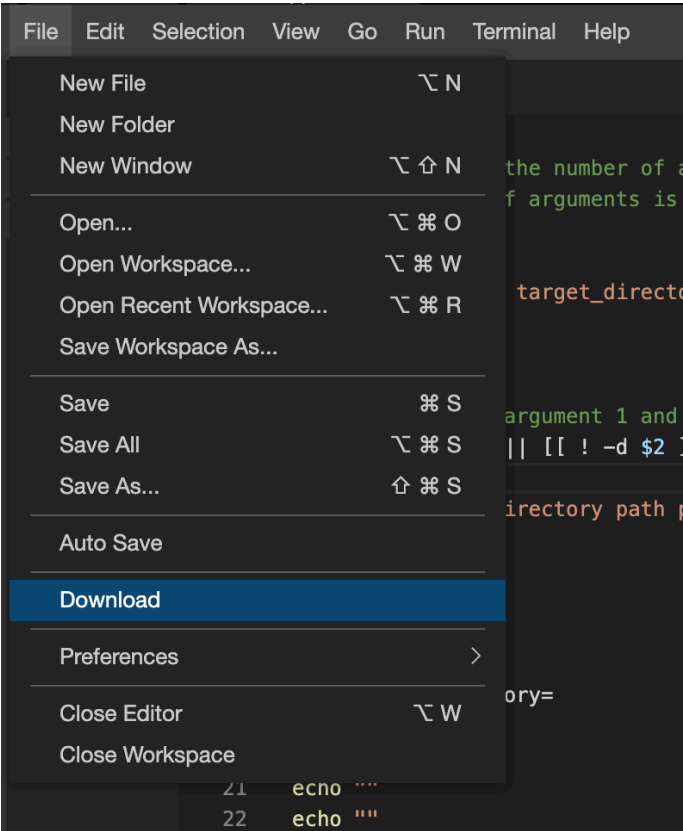 File Edit Selection View Go Run Terminal Help
New File ⌥ N
New Folder
New Window ⌥ ⇧ N
the number of
f arguments is
Open... ⌥ ⌘ O
Open Workspace... ⌥ ⌘ W
Open Recent Workspace... ⌥ ⌘ R
target_directo
Save Workspace As...
Save ⌘ S
argument 1 and
Save All ⌥ ⌘ S
|| [[ ! -d $2 ]
Save As... ⇧ ⌘ S
irectory path p
Auto Save
Download
Preferences >
ory=
Close Editor ⌥ W
Close Workspace
21 echo ""
22 echo ""